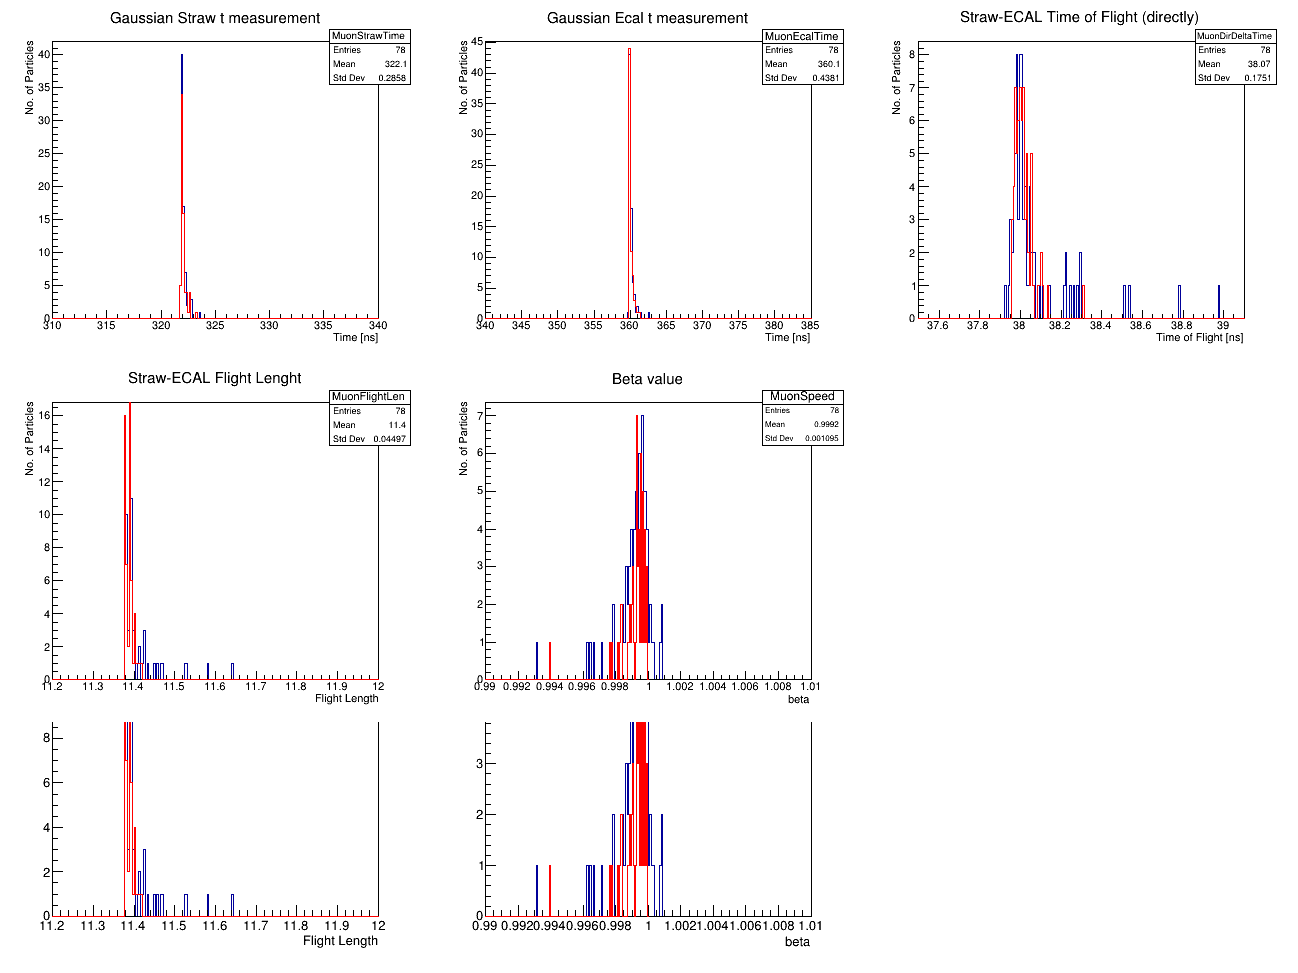 Gaussian Straw t measurement
No. of Particles
MuonStrawTime
Entries 78
Mean 322.1
Std Dev 0.2858
40
35
30
25
20
15
10
5
0
310 315 320 325 330 335 340
Time [ns]
Gaussian Ecal t measurement
No. of Particles
MuonEcalTime
Entries 78
Mean 360.1
Std Dev 0.4381
45
40
35
30
25
20
15
10
5
0
340 345 350 355 360 365 370 375 380 385
Time [ns]
Straw-ECAL Time of Flight (directly)
No. of Particles
MuonDirDeltaTime
Entries 78
Mean 38.07
Std Dev 0.1751
8
7
6
5
4
3
2
1
0
37.6 37.8 38 38.2 38.4 38.6 38.8 39
Time of Flight [ns]
Straw-ECAL Flight Lenght
No. of Particles
MuonFlightLen
Entries 78
Mean 11.4
Std Dev 0.04497
16
14
12
10
8
6
4
2
0
11.2 11.3 11.4 11.5 11.6 11.7 11.8 11.9 12
Flight Length
Beta value
No. of Particles
MuonSpeed
Entries 78
Mean 0.9992
Std Dev 0.001095
7
6
5
4
3
2
1
0
0.99 0.992 0.994 0.996 0.998 1 1.002 1.004 1.006 1.008 1.01
beta
8
6
4
2
0
11.2 11.3 11.4 11.5 11.6 11.7 11.8 11.9 12
Flight Length
3
2
1
0
0.99 0.992 0.994 0.996 0.998 1 1.002 1.004 1.006 1.008 1.01
beta